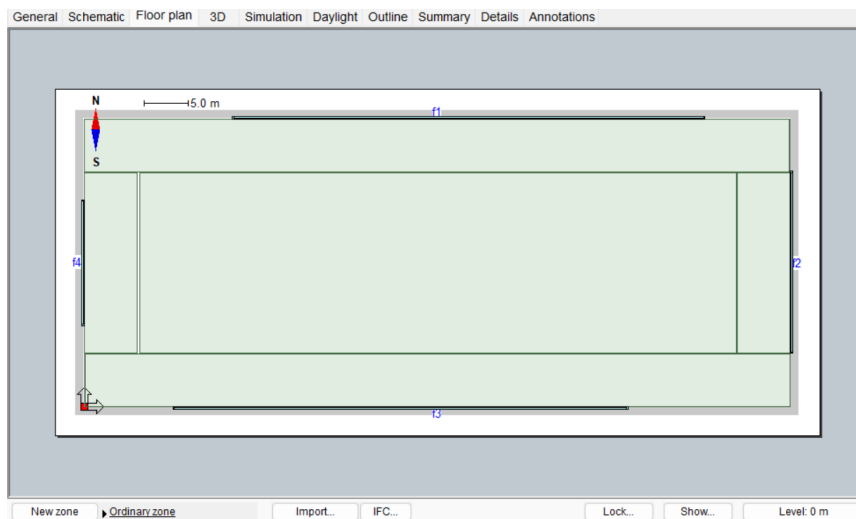 General Schematic Floor plan 3D Simulation Daylight Outline Summary Details Annotations
N
5.0 m
f1
S
f4
f2
f3
New zone Ordinary zone Import... IFC... Lock... Show... Level: 0 m